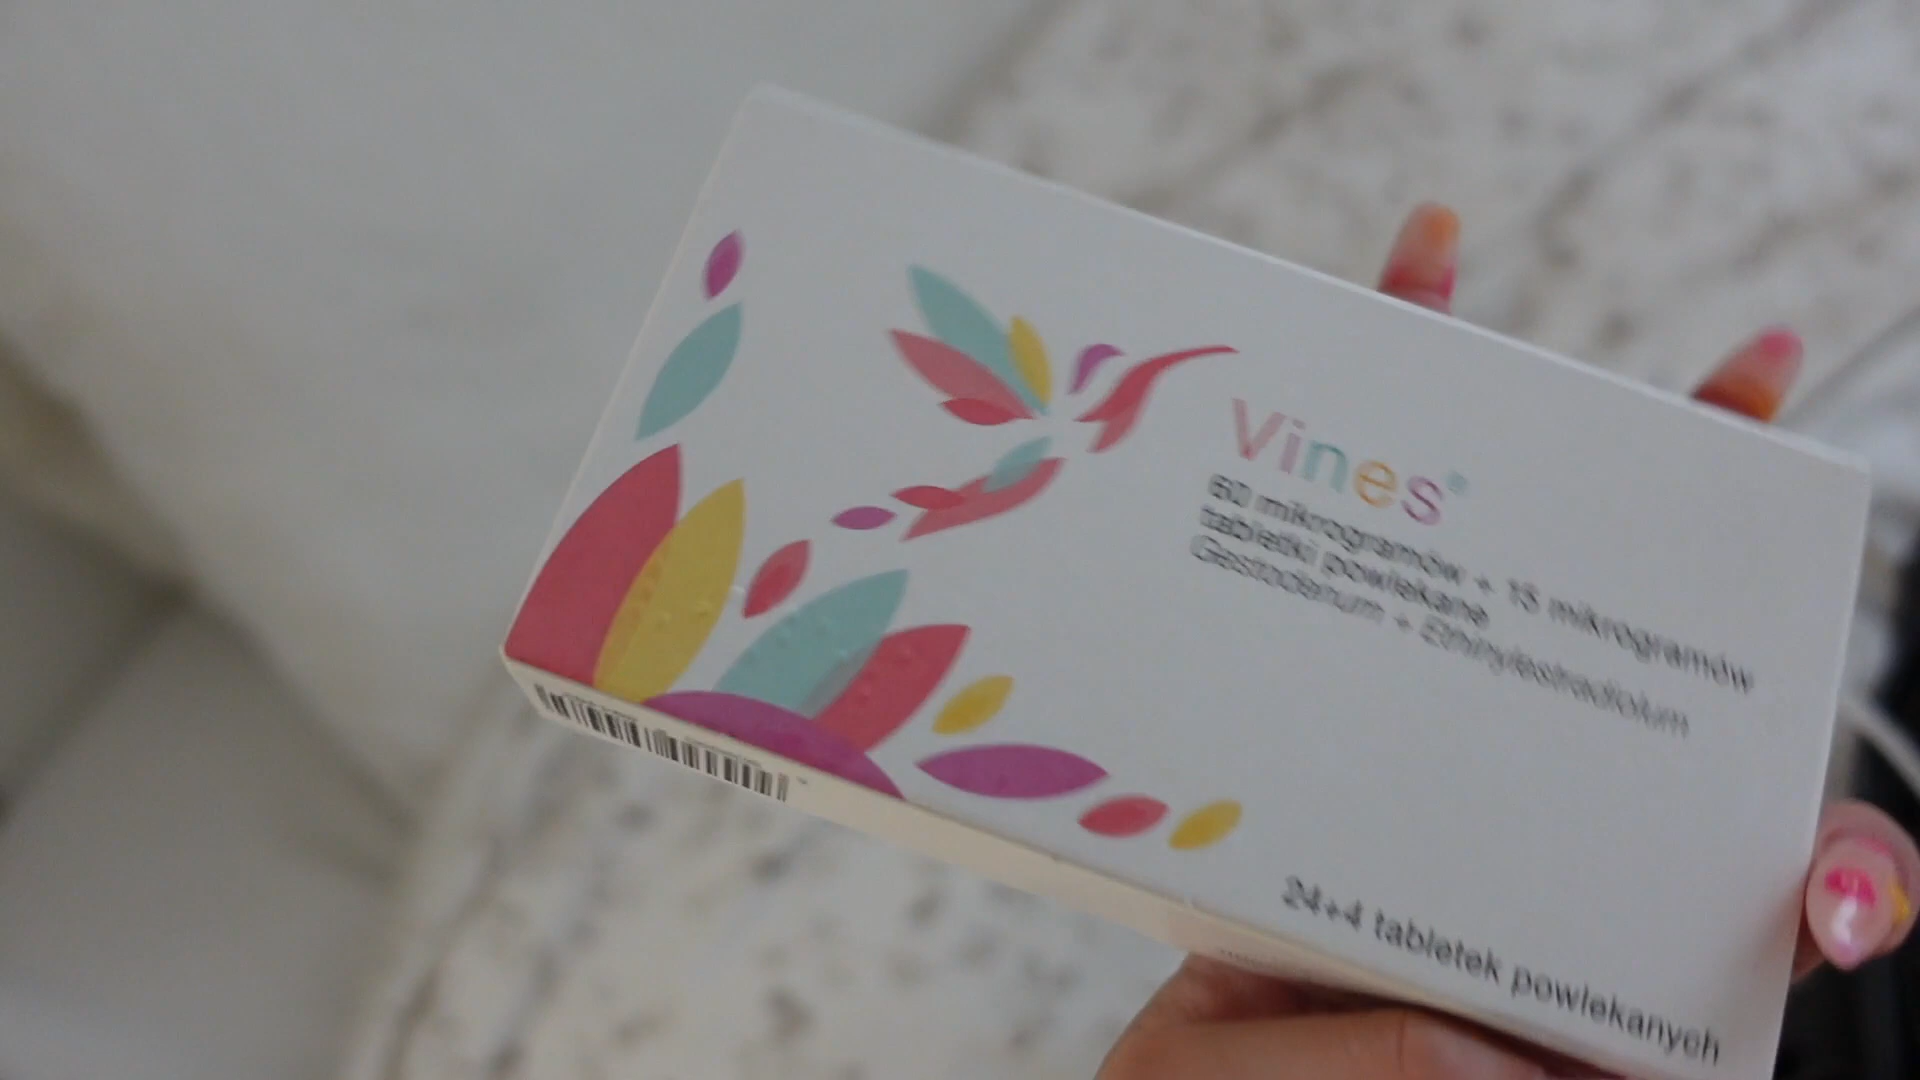 Vines®
60 mikrogramów + 15 mikrogramów
tabletki powlekane
Gestodenum + Ethinylestradiolum
24+4 tabletek powlekanych